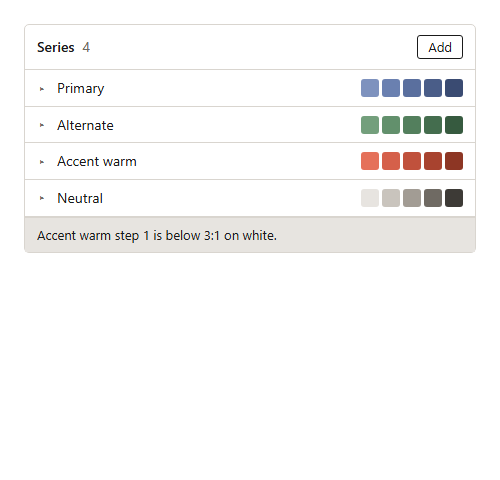 Series 4
Add
Primary
Alternate
Accent warm
Neutral
Accent warm step 1 is below 3:1 on white.